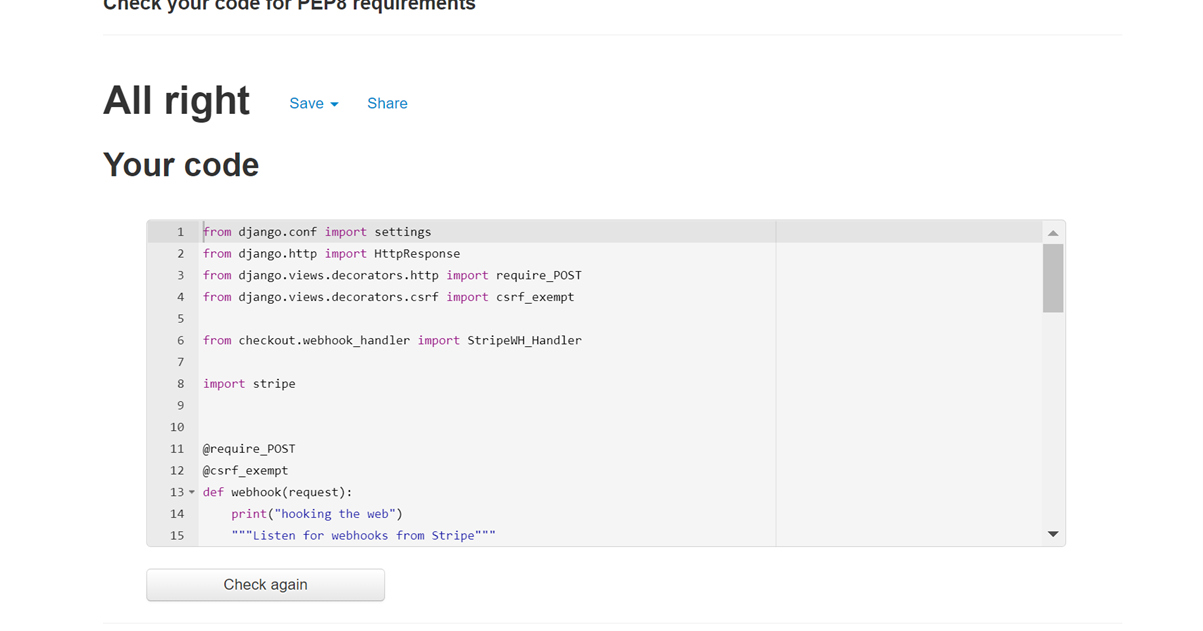 Check your code for PEP8 requirements
All right Save Share
Your code
1 from django.conf import settings
2 from django.http import HttpResponse
3 from django.views.decorators.http import require_POST
4 from django.views.decorators.csrf import csrf_exempt
5
6 from checkout.webhook_handler import StripeWH_Handler
7
8 import stripe
9
10
11 @require_POST
12 @csrf_exempt
13 def webhook(request):
14     print("hooking the web")
15     """Listen for webhooks from Stripe"""
Check again